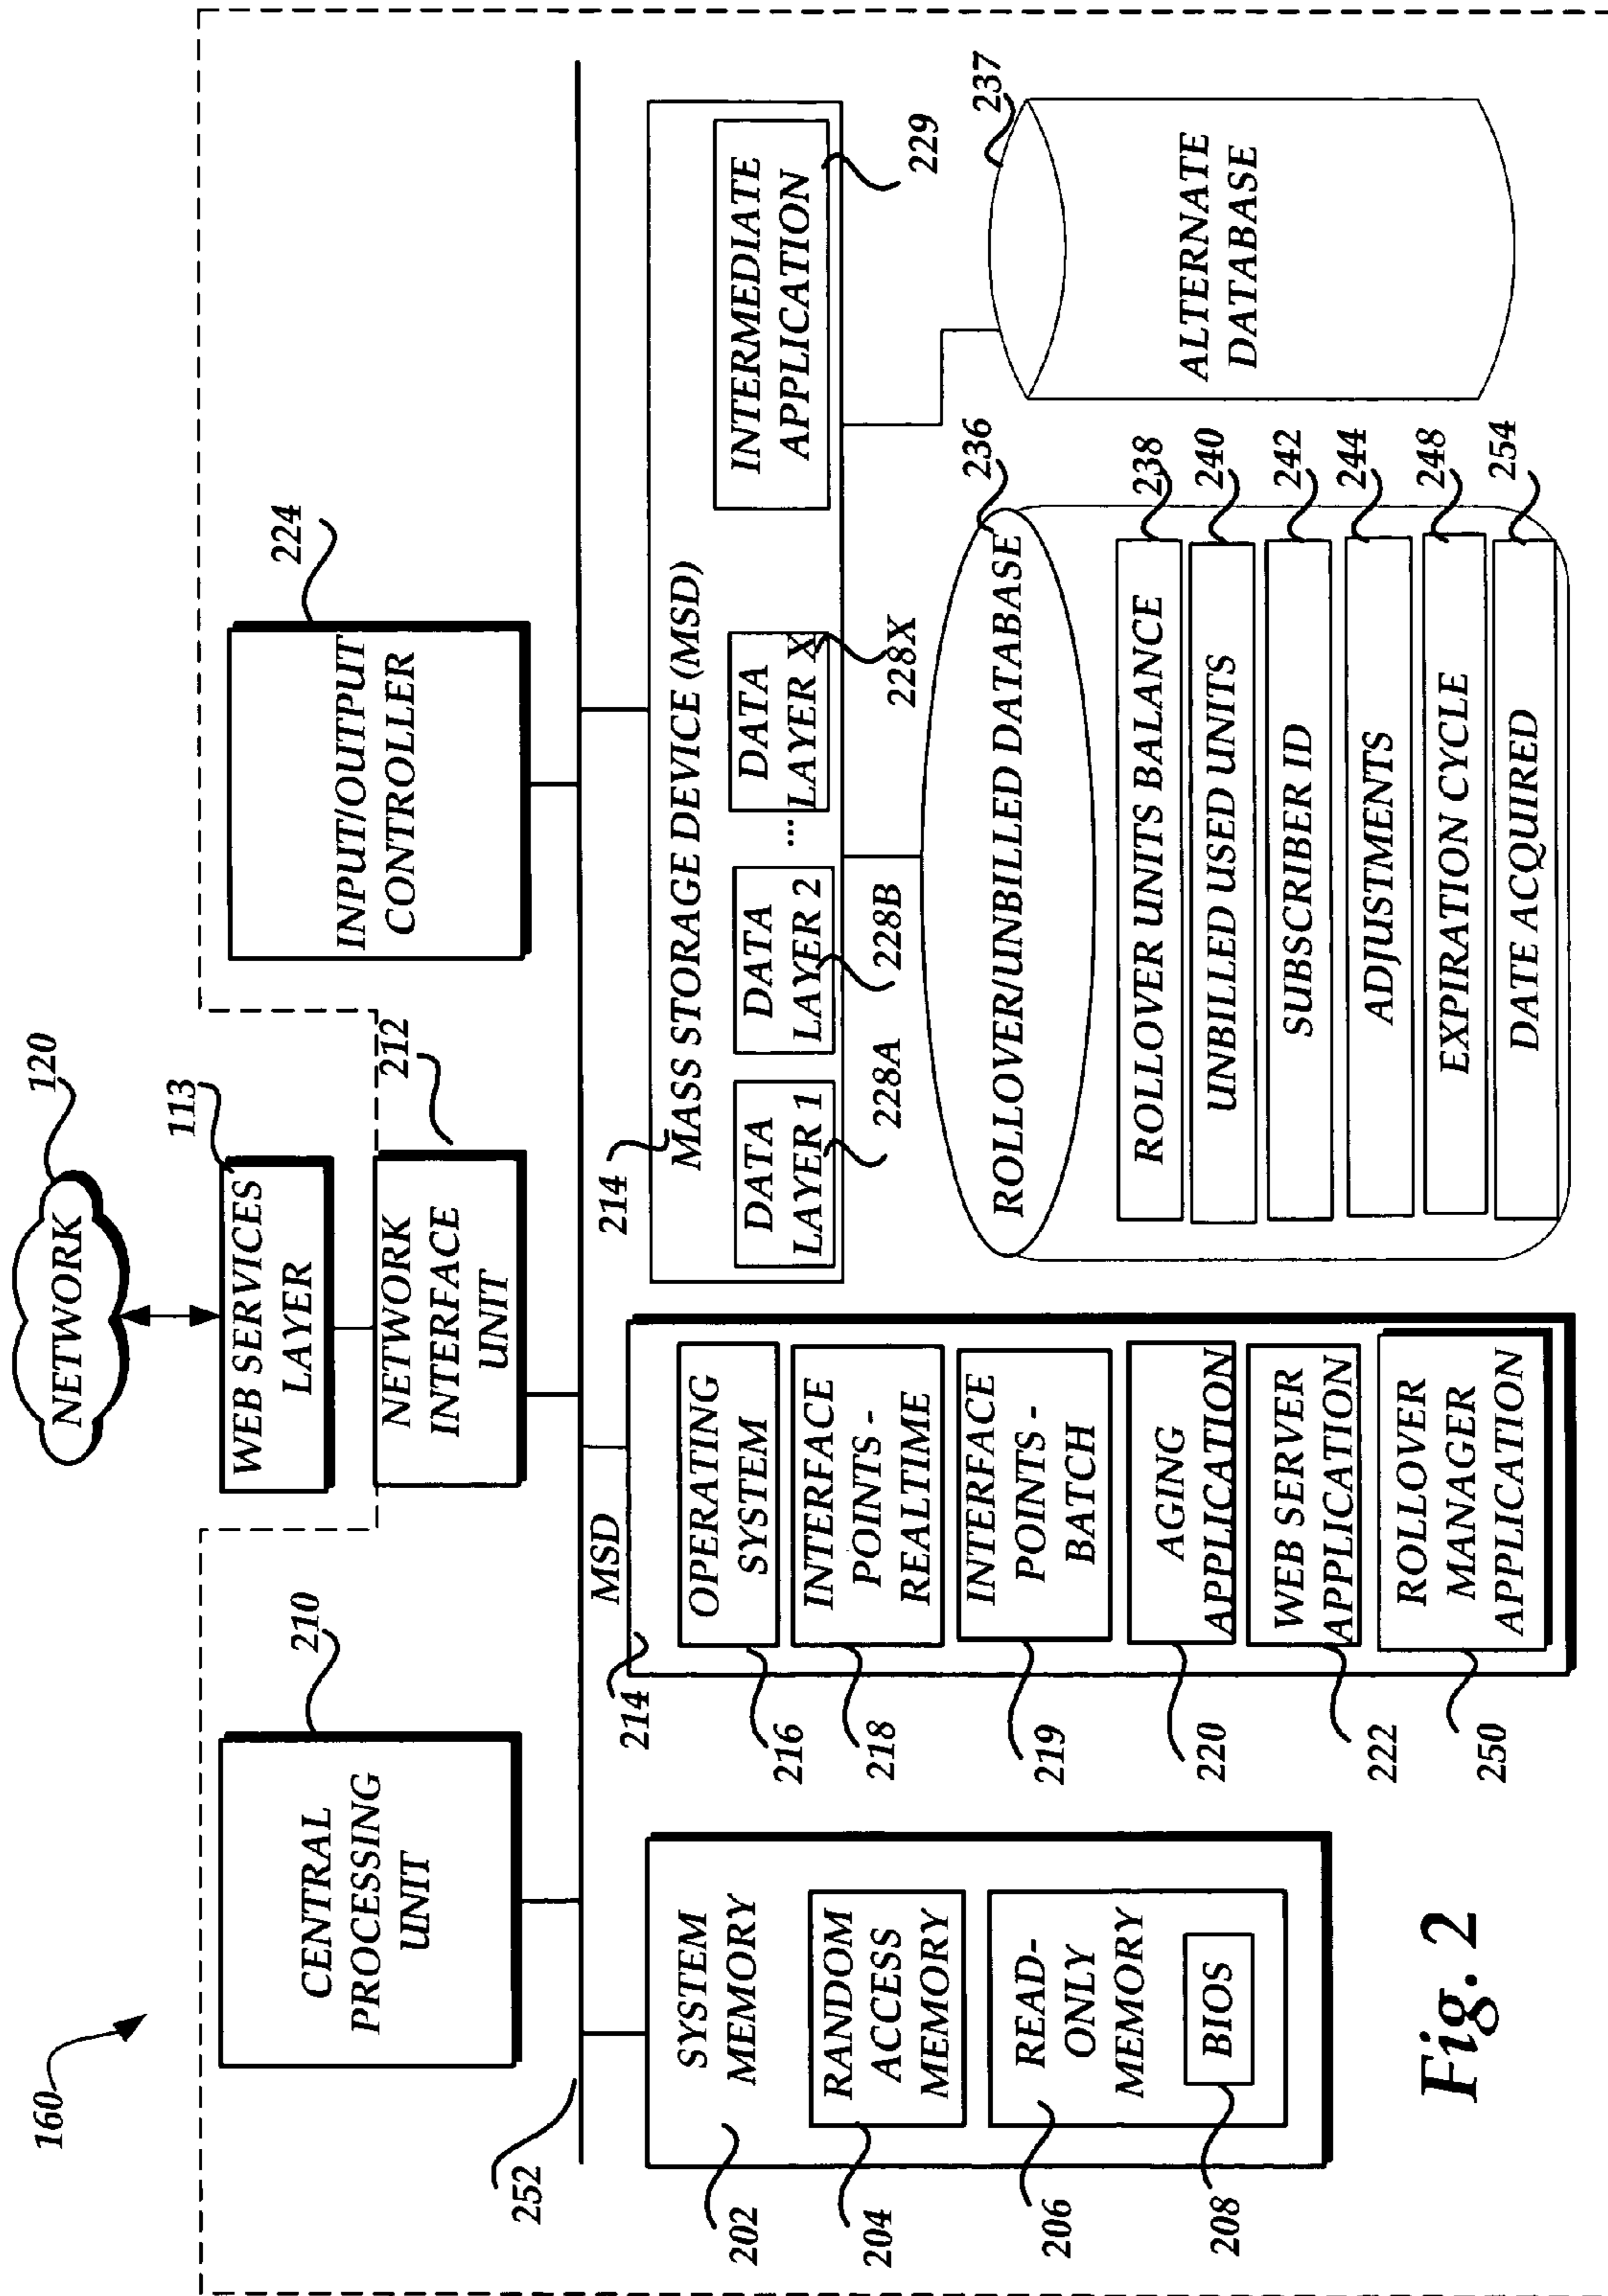 160
NETWORK
120
WEB SERVICES
LAYER
113
CENTRAL
PROCESSING
UNIT
210
NETWORK
INTERFACE
UNIT
212
INPUT/OUTPUT
CONTROLLER
224
252
SYSTEM
MEMORY
202
RANDOM
ACCESS
MEMORY
204
READ-
ONLY
MEMORY
206
BIOS
208
MSD
214
OPERATING
SYSTEM
216
INTERFACE
POINTS -
REALTIME
218
INTERFACE
POINTS -
BATCH
219
AGING
APPLICATION
220
WEB SERVER
APPLICATION
222
ROLLOVER
MANAGER
APPLICATION
250
214
MASS STORAGE DEVICE (MSD)
DATA
LAYER 1
228A
DATA
LAYER 2
228B
...
DATA
LAYER X
228X
INTERMEDIATE
APPLICATION
229
ROLLOVER/UNBILLED DATABASE
236
ROLLOVER UNITS BALANCE
238
UNBILLED USED UNITS
240
SUBSCRIBER ID
242
ADJUSTMENTS
244
EXPIRATION CYCLE
248
DATE ACQUIRED
254
ALTERNATE
DATABASE
237
Fig. 2